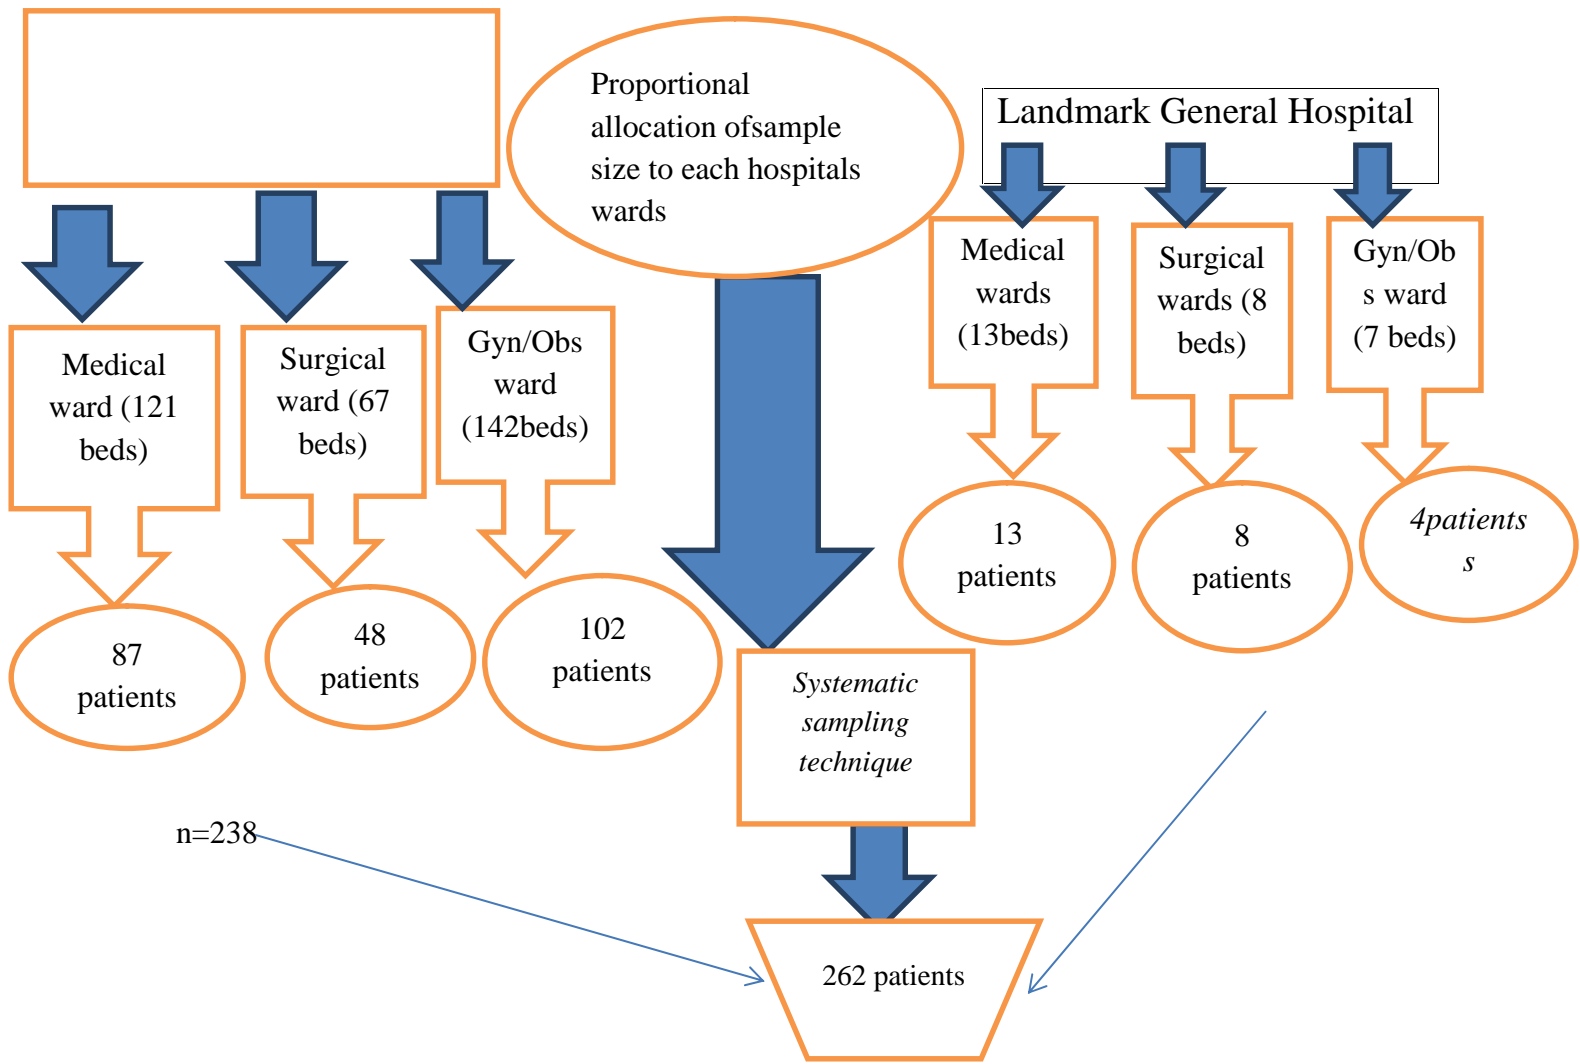 Proportional
allocation ofsample
size to each hospitals
wards
Landmark General Hospital
Medical
ward (121
beds)
Surgical
ward (67
beds)
Gyn/Obs
ward
(142beds)
Medical
wards
(13beds)
Surgical
wards (8
beds)
Gyn/Ob
s ward
(7 beds)
87
patients
48
patients
102
patients
13
patients
8
patients
4patients
s
Systematic
sampling
technique
n=238
262 patients